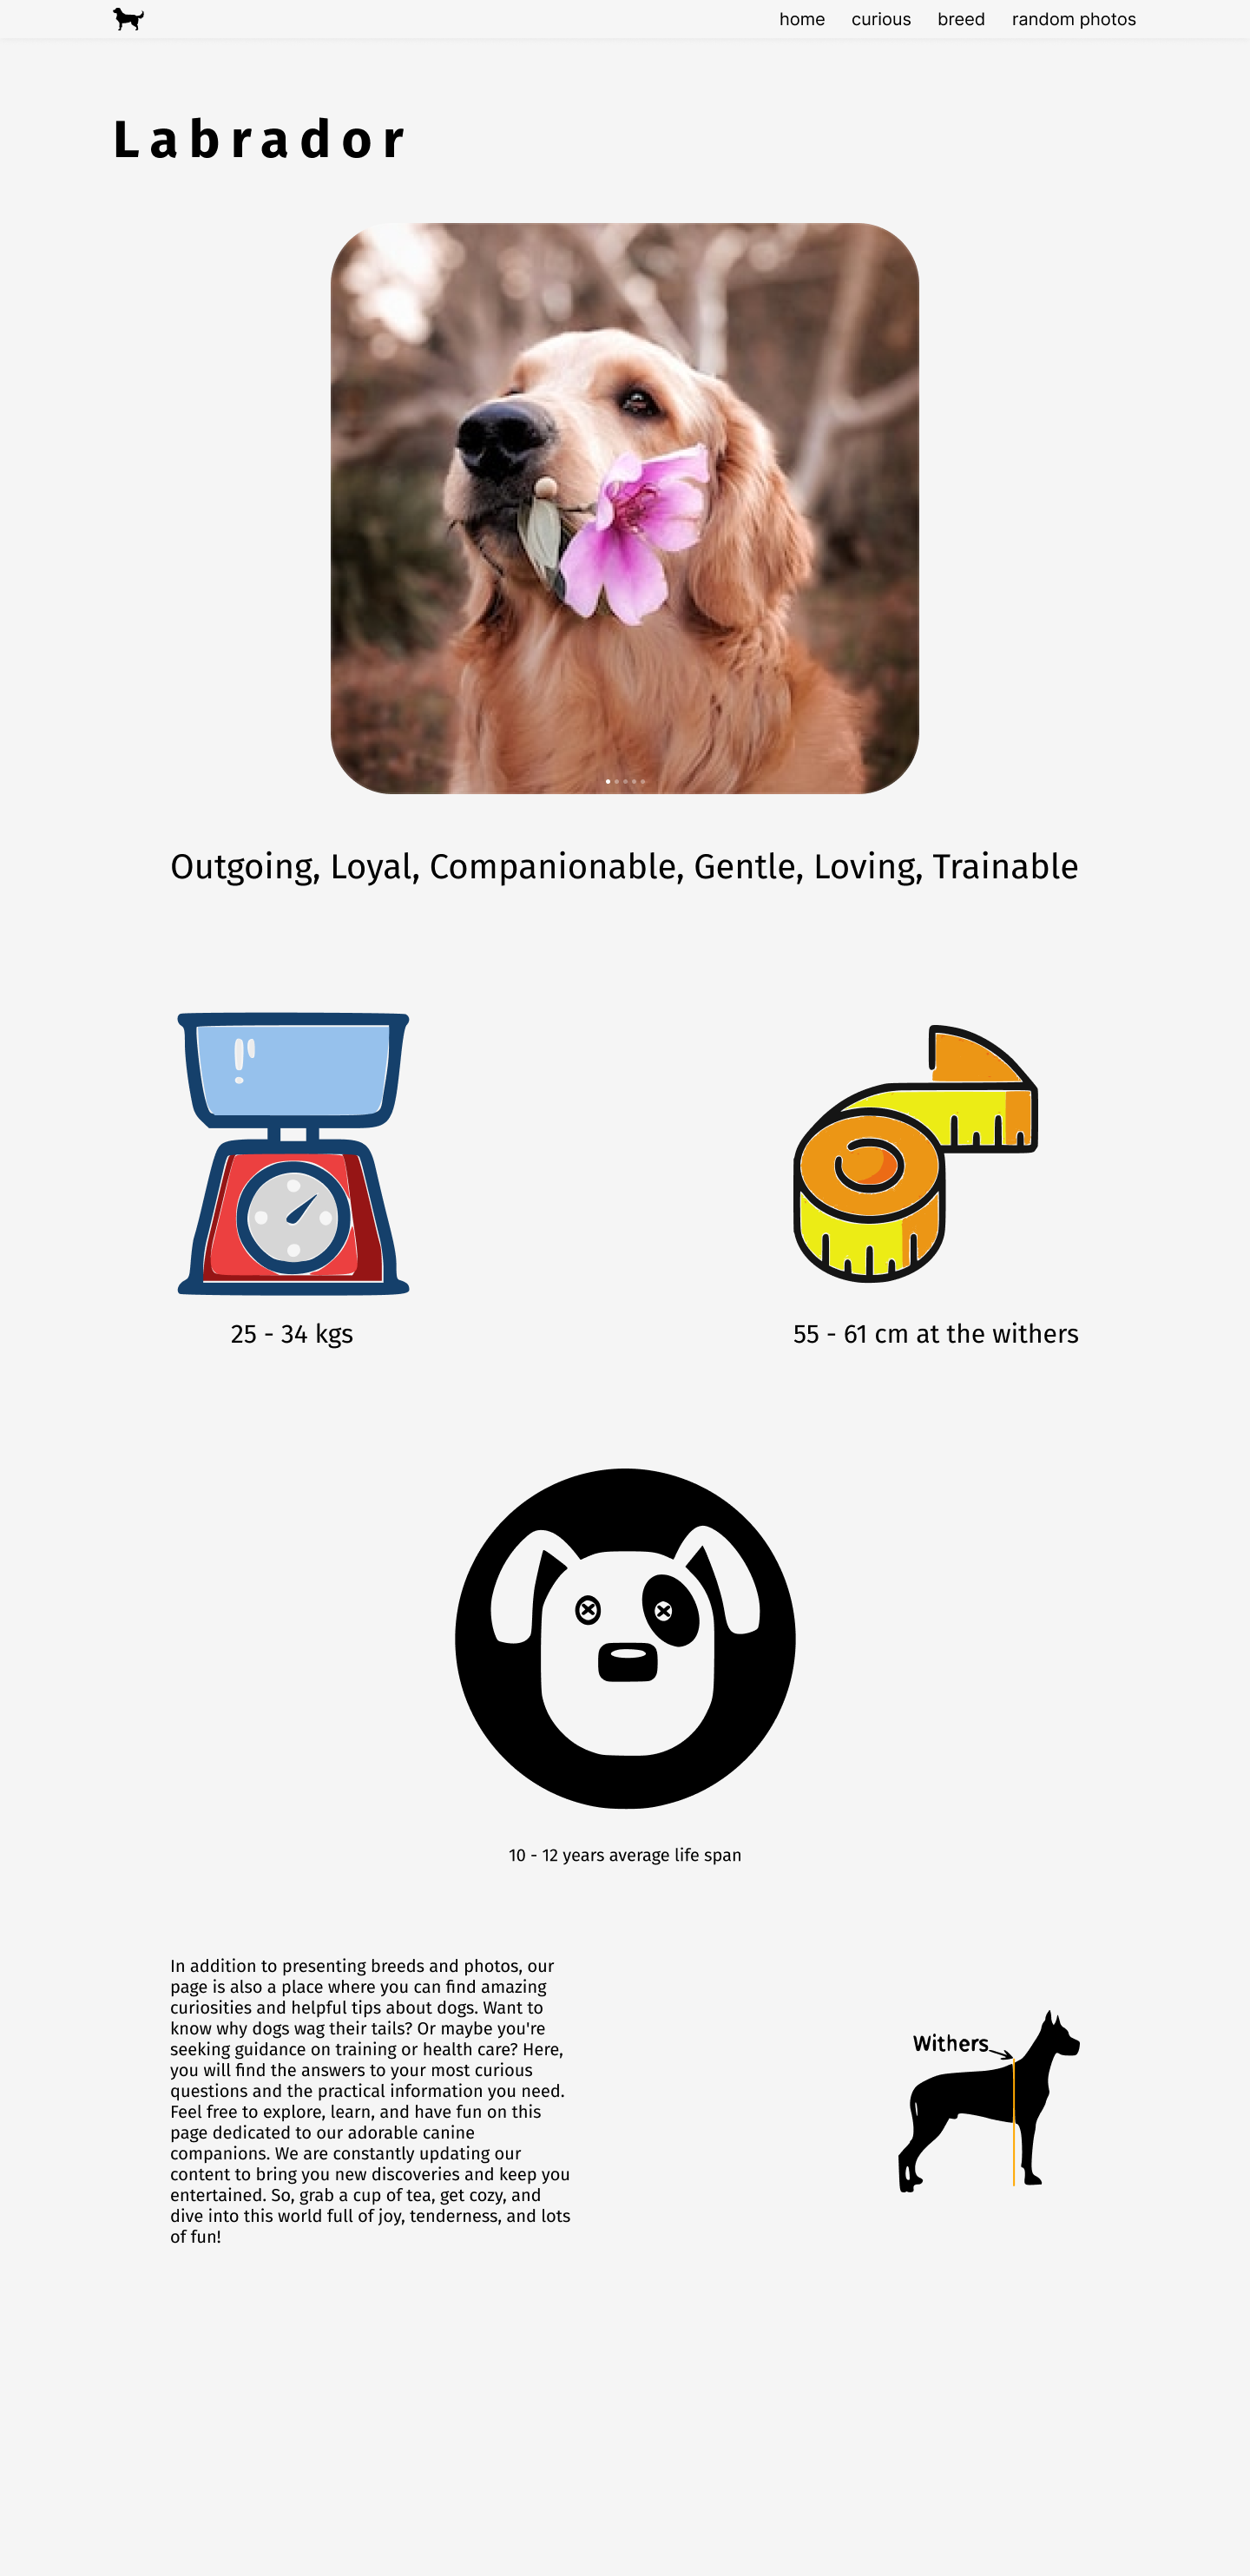 home curious breed random photos
Labrador
Outgoing, Loyal, Companionable, Gentle, Loving, Trainable
25 - 34 kgs
55 - 61 cm at the withers
10 - 12 years average life span
In addition to presenting breeds and photos, our
page is also a place where you can find amazing
curiosities and helpful tips about dogs. Want to
know why dogs wag their tails? Or maybe you're
seeking guidance on training or health care? Here,
you will find the answers to your most curious
questions and the practical information you need.
Feel free to explore, learn, and have fun on this
page dedicated to our adorable canine
companions. We are constantly updating our
content to bring you new discoveries and keep you
entertained. So, grab a cup of tea, get cozy, and
dive into this world full of joy, tenderness, and lots
of fun!
Withers